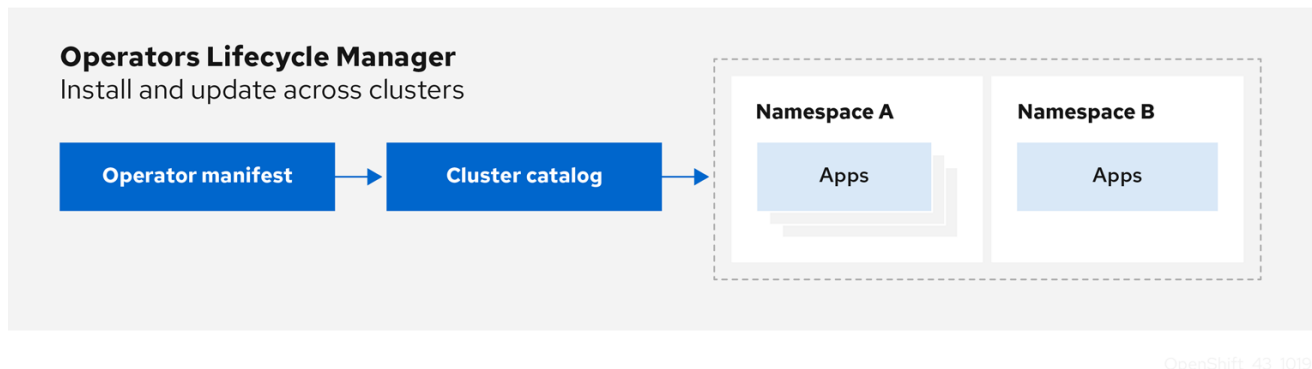 Operators Lifecycle Manager
Install and update across clusters
Operator manifest
Cluster catalog
Namespace A
Apps
Namespace B
Apps
OpenShift_43_1019